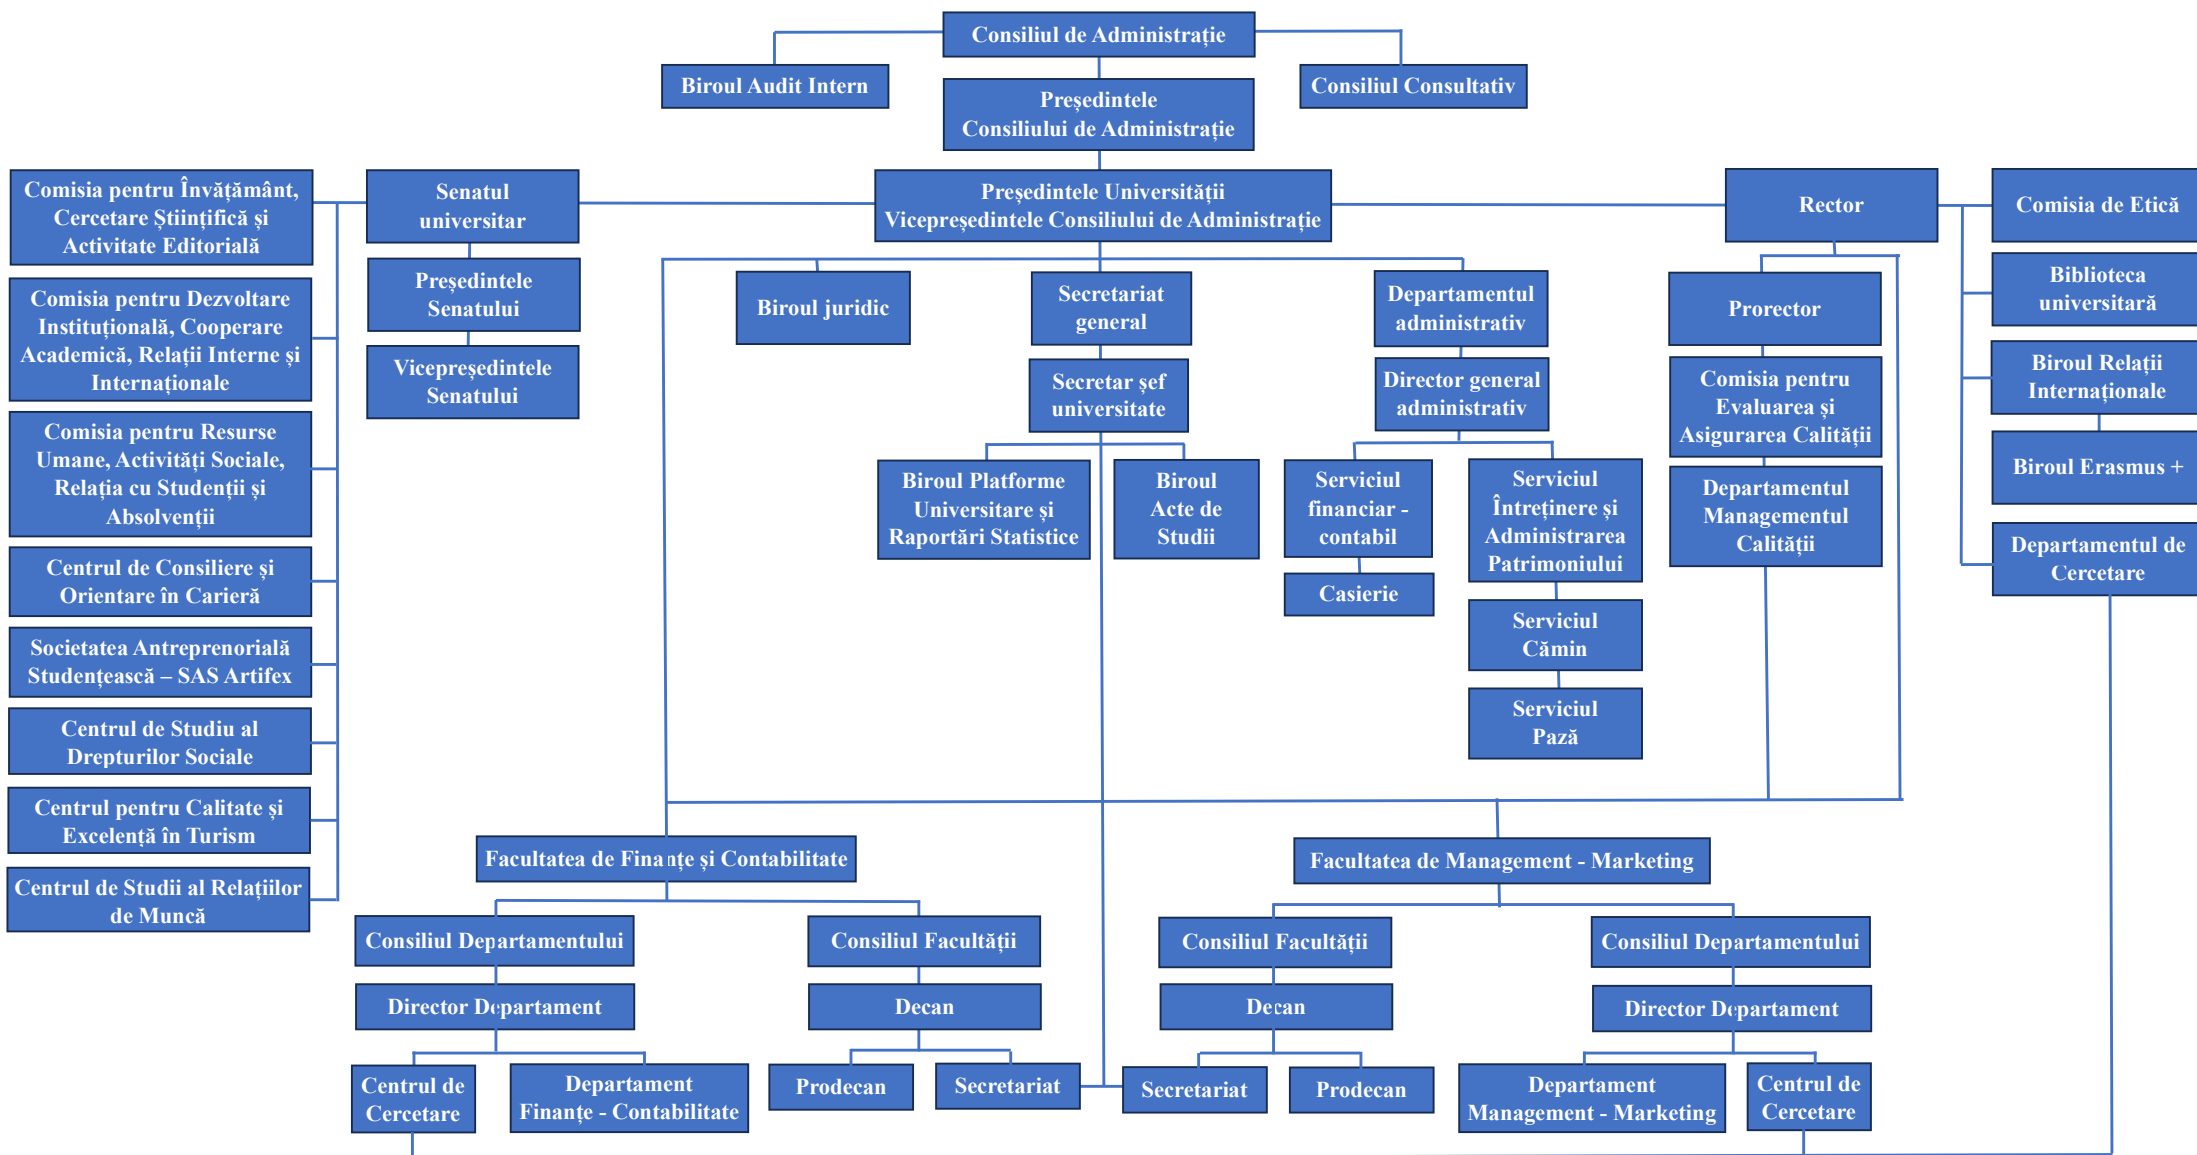 Consiliul de Administrație
Biroul Audit Intern
Consiliul Consultativ
Președintele
Consiliului de Administrație
Comisia pentru Învățământ,
Cercetare Științifică și
Activitate Editorială
Senatul
universitar
Președintele Universității
Vicepreședintele Consiliului de Administrație
Rector
Comisia de Etică
Comisia pentru Dezvoltare
Instituțională, Cooperare
Academică, Relații Interne și
Internaționale
Președintele
Senatului
Vicepreședintele
Senatului
Biroul juridic
Secretariat
general
Secretar șef
universitate
Departamentul
administrativ
Director general
administrativ
Prorector
Comisia pentru
Evaluarea și
Asigurarea Calității
Departamentul
Managementul
Calității
Biblioteca
universitară
Biroul Relații
Internaționale
Biroul Erasmus +
Departamentul de
Cercetare
Comisia pentru Resurse
Umane, Activități Sociale,
Relația cu Studenții și
Absolvenții
Biroul Platforme
Universitare și
Raportări Statistice
Biroul
Acte de
Studii
Serviciul
financiar -
contabil
Casierie
Serviciul
Întreținere și
Administrarea
Patrimoniului
Serviciul
Cămin
Serviciul
Pază
Centrul de Consiliere și
Orientare în Carieră
Societatea Antreprenorială
Studențească – SAS Artifex
Centrul de Studiu al
Drepturilor Sociale
Centrul pentru Calitate și
Excelență în Turism
Centrul de Studii al Relațiilor
de Muncă
Facultatea de Finanțe și Contabilitate
Facultatea de Management - Marketing
Consiliul Departamentului
Consiliul Facultății
Consiliul Facultății
Consiliul Departamentului
Director Departament
Decan
Decan
Director Departament
Centrul de
Cercetare
Departament
Finanțe - Contabilitate
Prodecan
Secretariat
Secretariat
Prodecan
Departament
Management - Marketing
Centrul de
Cercetare